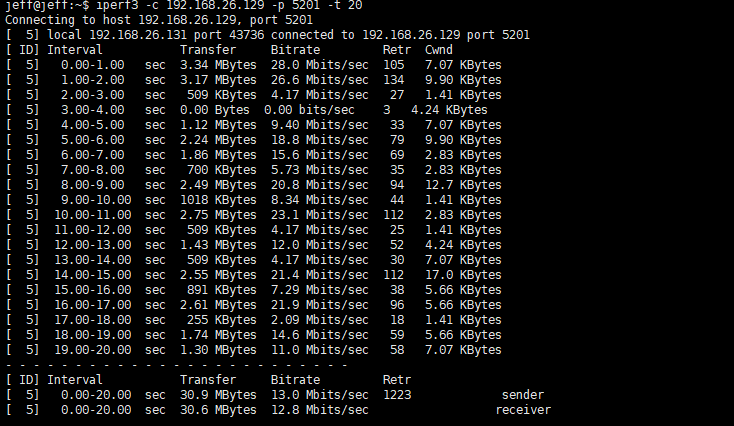 jeff@jeff:~$ iperf3 -c 192.168.26.129 -p 5201 -t 20
Connecting to host 192.168.26.129, port 5201
[  5] local 192.168.26.131 port 43736 connected to 192.168.26.129 port 5201
[ ID] Interval           Transfer     Bitrate         Retr  Cwnd
[  5]   0.00-1.00   sec  3.34 MBytes  28.0 Mbits/sec  105   7.07 KBytes
[  5]   1.00-2.00   sec  3.17 MBytes  26.6 Mbits/sec  134   9.90 KBytes
[  5]   2.00-3.00   sec   509 KBytes  4.17 Mbits/sec   27   1.41 KBytes
[  5]   3.00-4.00   sec  0.00 Bytes  0.00 bits/sec    3   4.24 KBytes
[  5]   4.00-5.00   sec  1.12 MBytes  9.40 Mbits/sec   33   7.07 KBytes
[  5]   5.00-6.00   sec  2.24 MBytes  18.8 Mbits/sec   79   9.90 KBytes
[  5]   6.00-7.00   sec  1.86 MBytes  15.6 Mbits/sec   69   2.83 KBytes
[  5]   7.00-8.00   sec   700 KBytes  5.73 Mbits/sec   35   2.83 KBytes
[  5]   8.00-9.00   sec  2.49 MBytes  20.8 Mbits/sec   94   12.7 KBytes
[  5]   9.00-10.00  sec  1018 KBytes  8.34 Mbits/sec   44   1.41 KBytes
[  5]  10.00-11.00  sec  2.75 MBytes  23.1 Mbits/sec  112   2.83 KBytes
[  5]  11.00-12.00  sec   509 KBytes  4.17 Mbits/sec   25   1.41 KBytes
[  5]  12.00-13.00  sec  1.43 MBytes  12.0 Mbits/sec   52   4.24 KBytes
[  5]  13.00-14.00  sec   509 KBytes  4.17 Mbits/sec   30   7.07 KBytes
[  5]  14.00-15.00  sec  2.55 MBytes  21.4 Mbits/sec  112   17.0 KBytes
[  5]  15.00-16.00  sec   891 KBytes  7.29 Mbits/sec   38   5.66 KBytes
[  5]  16.00-17.00  sec  2.61 MBytes  21.9 Mbits/sec   96   5.66 KBytes
[  5]  17.00-18.00  sec   255 KBytes  2.09 Mbits/sec   18   1.41 KBytes
[  5]  18.00-19.00  sec  1.74 MBytes  14.6 Mbits/sec   59   5.66 KBytes
[  5]  19.00-20.00  sec  1.30 MBytes  11.0 Mbits/sec   58   7.07 KBytes
- - - - - - - - - - - - - - - - - - - - - - - - -
[ ID] Interval           Transfer     Bitrate         Retr
[  5]   0.00-20.00  sec  30.9 MBytes  13.0 Mbits/sec  1223             sender
[  5]   0.00-20.00  sec  30.6 MBytes  12.8 Mbits/sec                  receiver